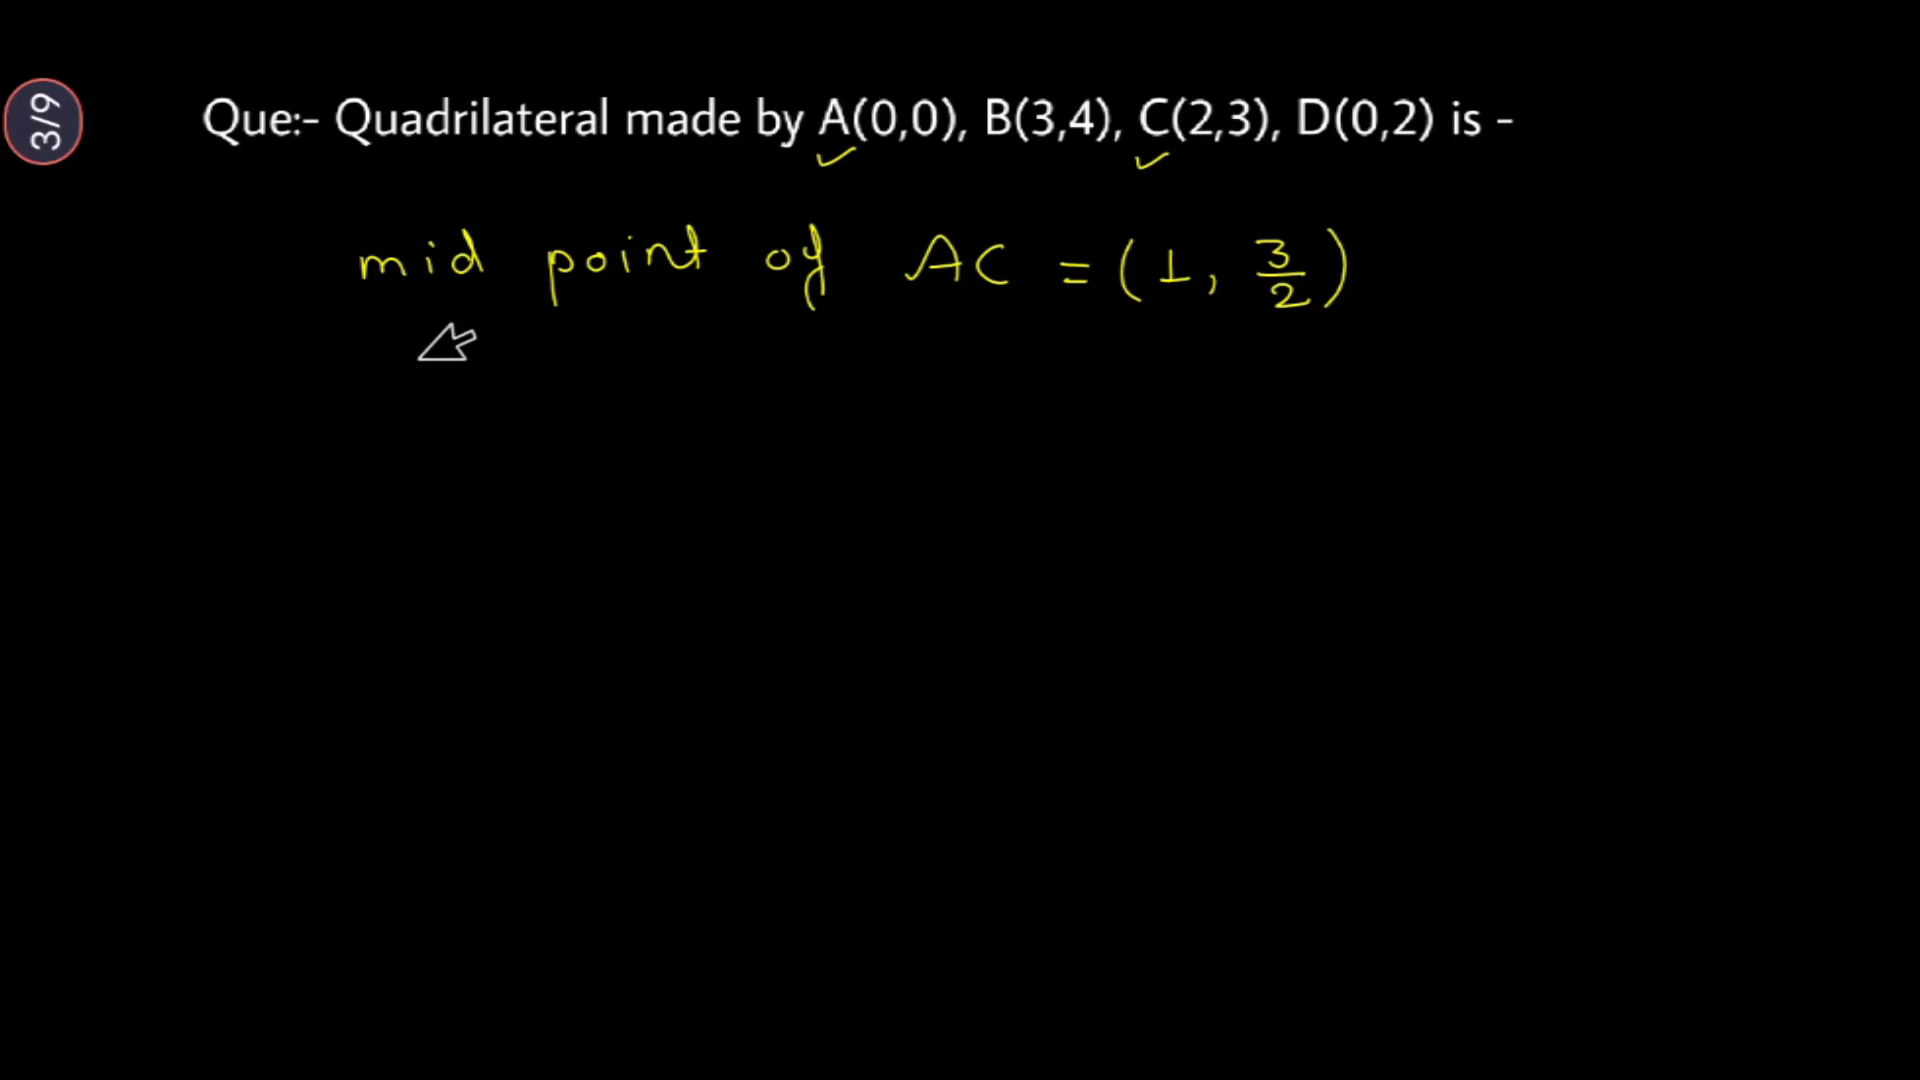 3/9
Que:- Quadrilateral made by A(0,0), B(3,4), C(2,3), D(0,2) is -
mid point of AC = (1, 3/2)